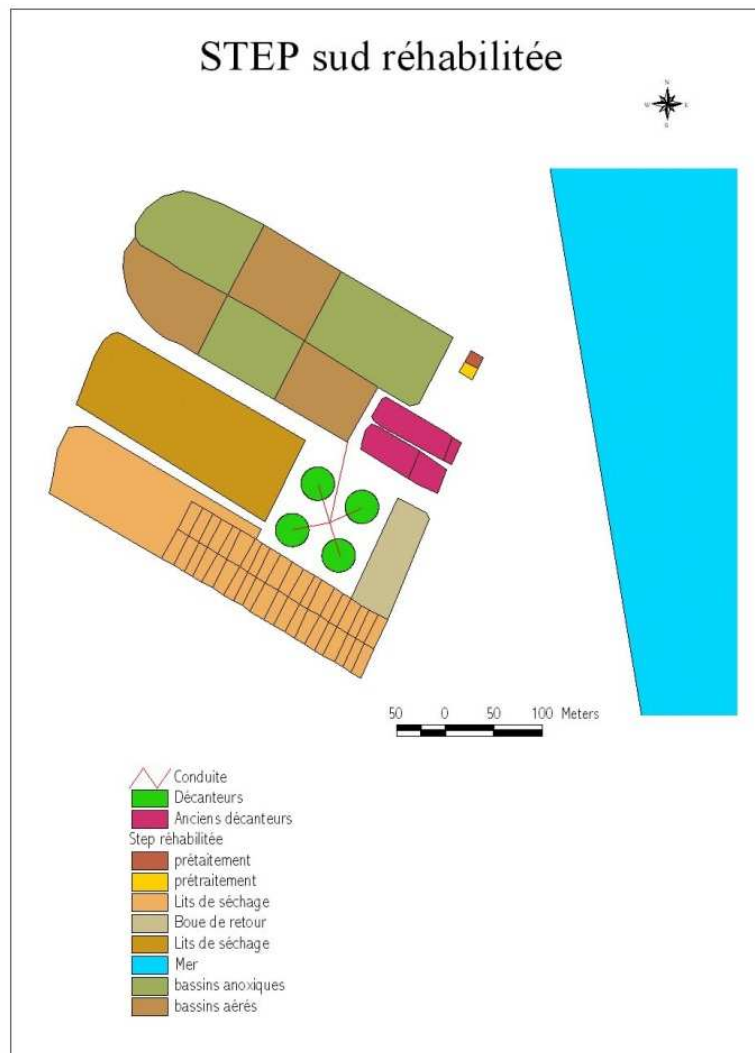 STEP sud réhabilitée
N
W E
S
50 0 50 100 Meters
Conduite
Décanteurs
Anciens décanteurs
Step réhabilitée
prétaitement
prétraitement
Lits de séchage
Boue de retour
Lits de séchage
Mer
bassins anoxiques
bassins aérés